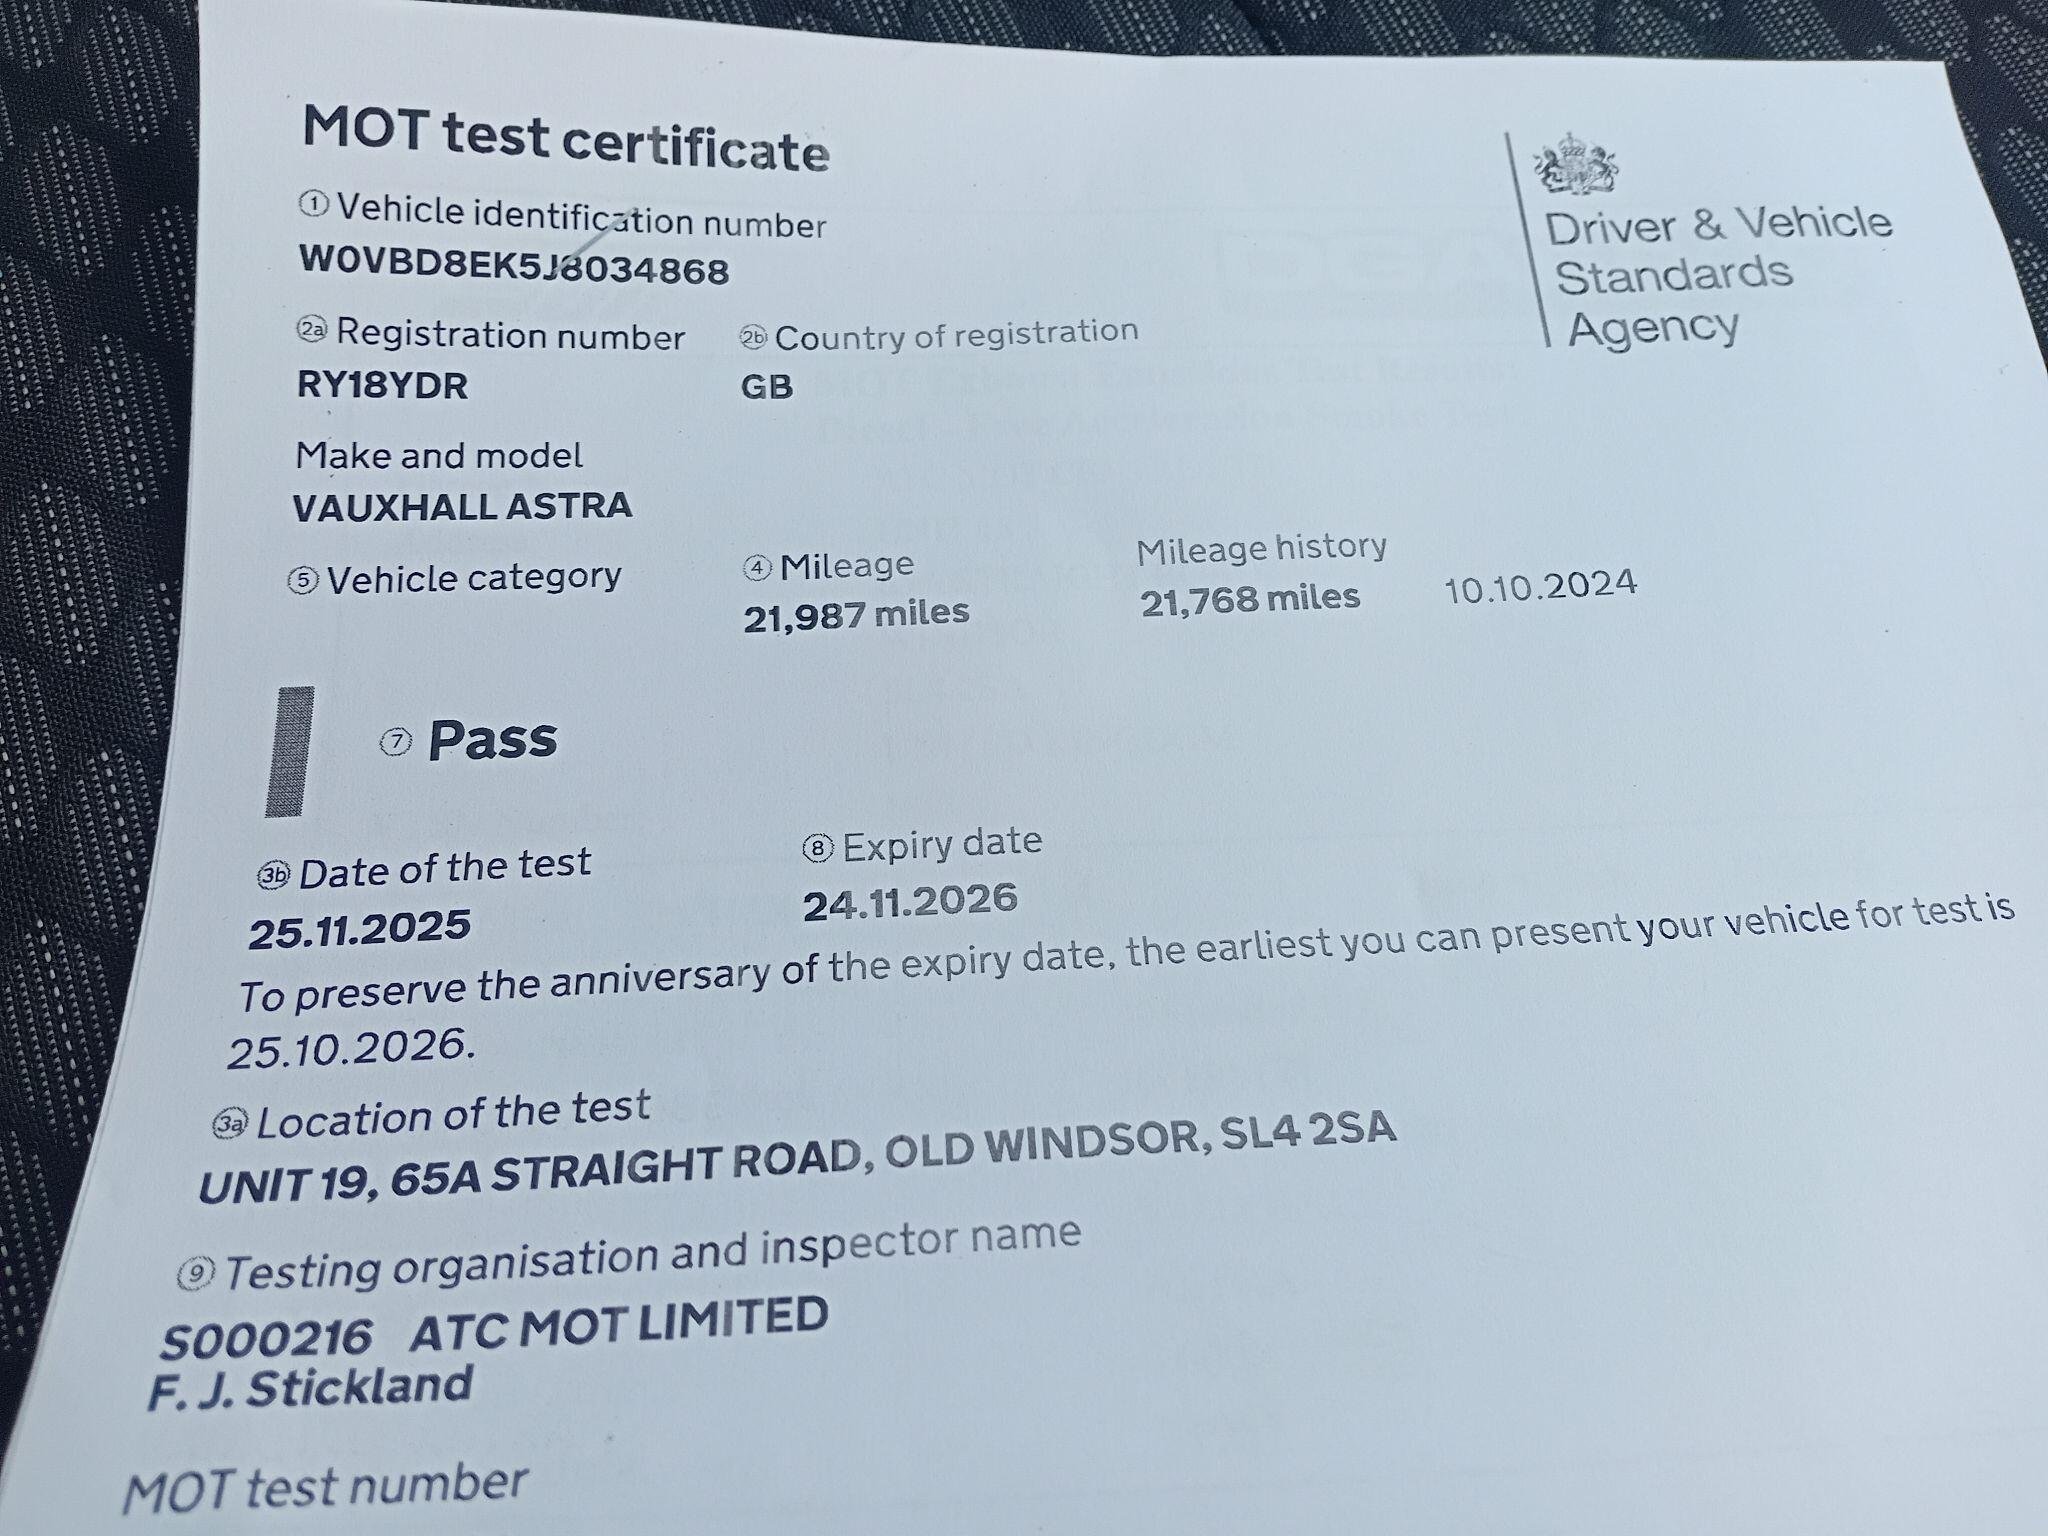 MOT test certificate
1 Vehicle identification number
W0VBD8EK5J8034868
2a Registration number 2b Country of registration
RY18YDR GB
Make and model
VAUXHALL ASTRA
5 Vehicle category 4 Mileage Mileage history
21,987 miles 21,768 miles 10.10.2024
7 Pass
3b Date of the test 8 Expiry date
25.11.2025 24.11.2026
To preserve the anniversary of the expiry date, the earliest you can present your vehicle for test is
25.10.2026.
3a Location of the test
UNIT 19, 65A STRAIGHT ROAD, OLD WINDSOR, SL4 2SA
9 Testing organisation and inspector name
S000216 ATC MOT LIMITED
F. J. Stickland
MOT test number
Driver & Vehicle
Standards
Agency